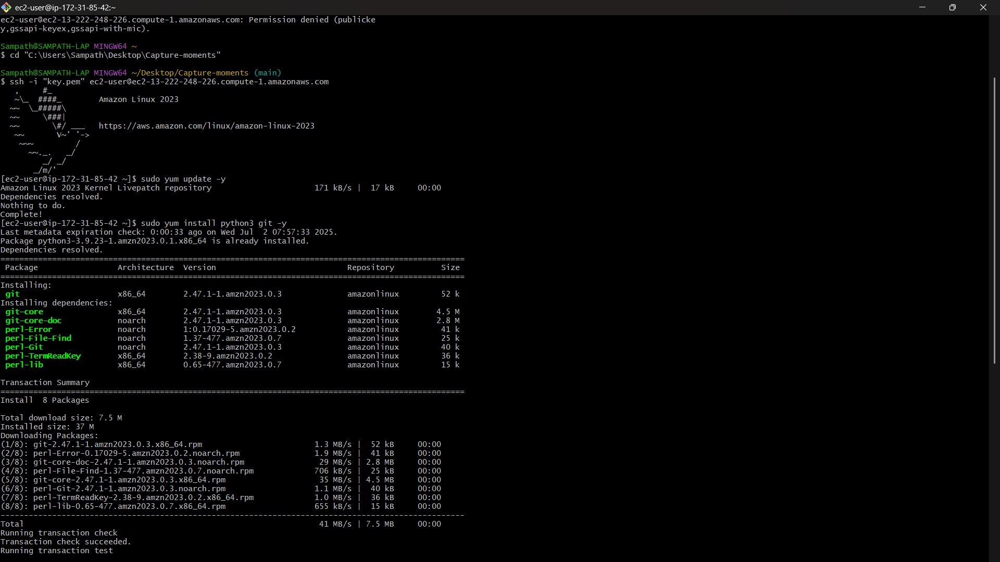 ec2-user@ip-172-31-85-42:~
ec2-user@ec2-13-222-248-226.compute-1.amazonaws.com: Permission denied (publicke
y,gssapi-keyex,gssapi-with-mic).
Sampath@SAMPATH-LAP MINGW64 ~
$ cd "C:\Users\Sampath\Desktop\Capture-moments"
Sampath@SAMPATH-LAP MINGW64 ~/Desktop/Capture-moments (main)
$ ssh -i "key.pem" ec2-user@ec2-13-222-248-226.compute-1.amazonaws.com
   ,     #_
   ~\_  ####_        Amazon Linux 2023
  ~~  \_#####\
  ~~     \###|
  ~~       \#/ ___   https://aws.amazon.com/linux/amazon-linux-2023
   ~~       V~' '->
    ~~~         /
      ~~._.   _/
         _/ _/
       _/m/'
[ec2-user@ip-172-31-85-42 ~]$ sudo yum update -y
Amazon Linux 2023 Kernel Livepatch repository                      171 kB/s |  17 kB     00:00
Dependencies resolved.
Nothing to do.
Complete!
[ec2-user@ip-172-31-85-42 ~]$ sudo yum install python3 git -y
Last metadata expiration check: 0:00:33 ago on Wed Jul  2 07:57:33 2025.
Package python3-3.9.23-1.amzn2023.0.1.x86_64 is already installed.
Dependencies resolved.
===================================================================================================
 Package                 Architecture  Version                            Repository          Size
===================================================================================================
Installing:
 git                     x86_64        2.47.1-1.amzn2023.0.3              amazonlinux         52 k
Installing dependencies:
 git-core                x86_64        2.47.1-1.amzn2023.0.3              amazonlinux        4.5 M
 git-core-doc            noarch        2.47.1-1.amzn2023.0.3              amazonlinux        2.8 M
 perl-Error              noarch        1:0.17029-5.amzn2023.0.2           amazonlinux         41 k
 perl-File-Find          noarch        1.37-477.amzn2023.0.7              amazonlinux         25 k
 perl-Git                noarch        2.47.1-1.amzn2023.0.3              amazonlinux         40 k
 perl-TermReadKey        x86_64        2.38-9.amzn2023.0.2                amazonlinux         36 k
 perl-lib                x86_64        0.65-477.amzn2023.0.7              amazonlinux         15 k
Transaction Summary
===================================================================================================
Install  8 Packages
Total download size: 7.5 M
Installed size: 37 M
Downloading Packages:
(1/8): git-2.47.1-1.amzn2023.0.3.x86_64.rpm                        1.3 MB/s |  52 kB     00:00
(2/8): perl-Error-0.17029-5.amzn2023.0.2.noarch.rpm                1.9 MB/s |  41 kB     00:00
(3/8): git-core-doc-2.47.1-1.amzn2023.0.3.noarch.rpm                29 MB/s | 2.8 MB     00:00
(4/8): perl-File-Find-1.37-477.amzn2023.0.7.noarch.rpm             706 kB/s |  25 kB     00:00
(5/8): git-core-2.47.1-1.amzn2023.0.3.x86_64.rpm                    35 MB/s | 4.5 MB     00:00
(6/8): perl-Git-2.47.1-1.amzn2023.0.3.noarch.rpm                   1.1 MB/s |  40 kB     00:00
(7/8): perl-TermReadKey-2.38-9.amzn2023.0.2.x86_64.rpm             1.0 MB/s |  36 kB     00:00
(8/8): perl-lib-0.65-477.amzn2023.0.7.x86_64.rpm                   655 kB/s |  15 kB     00:00
---------------------------------------------------------------------------------------------------
Total                                                               41 MB/s | 7.5 MB     00:00
Running transaction check
Transaction check succeeded.
Running transaction test